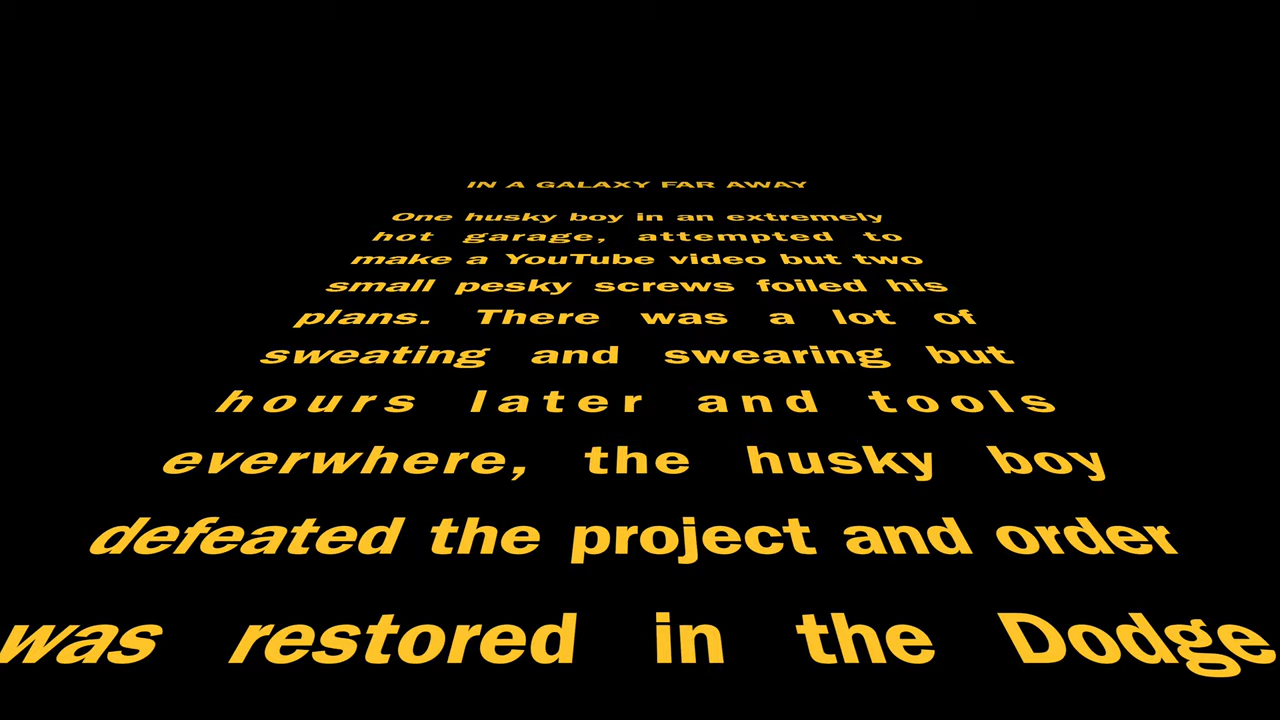 IN A GALAXY FAR AWAY
One husky boy in an extremely
hot garage, attempted to
make a YouTube video but two
small pesky screws foiled his
plans. There was a lot of
sweating and swearing but
hours later and tools
everwhere, the husky boy
defeated the project and order
was restored in the Dodge